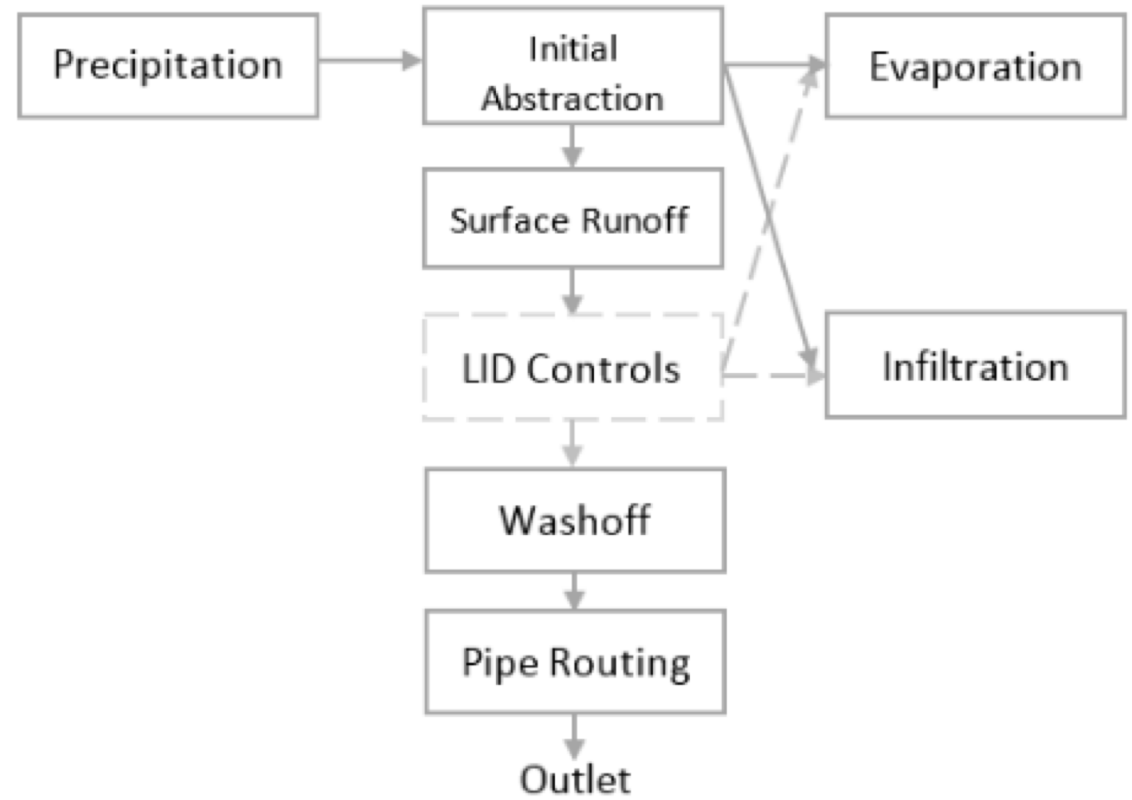 Precipitation
Initial
Abstraction
Evaporation
Surface Runoff
LID Controls
Infiltration
Washoff
Pipe Routing
Outlet